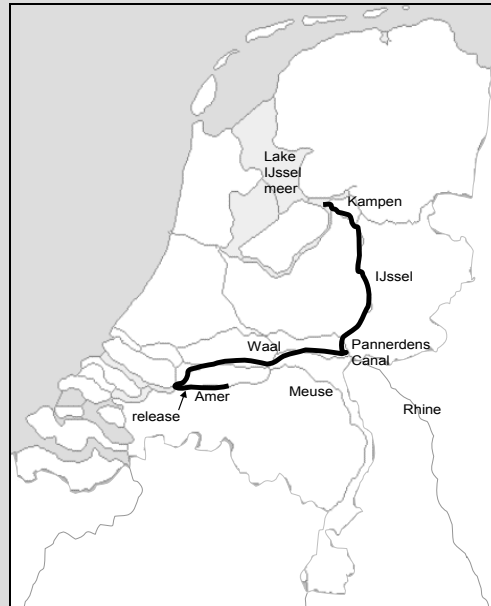 Lake
IJssel
meer
Kampen
IJssel
Waal
Pannerdens
Canal
Amer
Meuse
release
Rhine